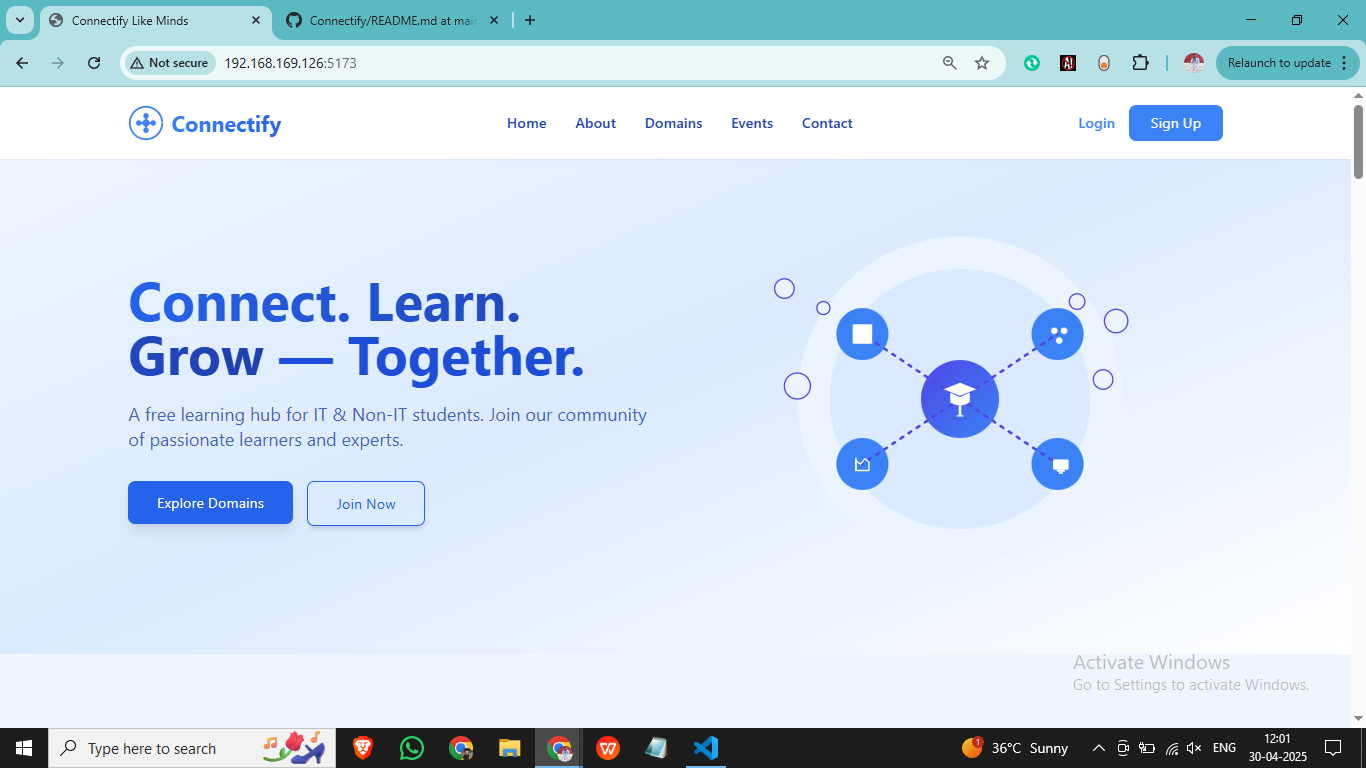 Connectify Like Minds
Connectify/README.md at mai
Not secure
192.168.169.126:5173
Relaunch to update
Connectify
Home
About
Domains
Events
Contact
Login
Sign Up
Connect. Learn.
Grow — Together.
A free learning hub for IT & Non-IT students. Join our community
of passionate learners and experts.
Explore Domains
Join Now
Activate Windows
Go to Settings to activate Windows.
Type here to search
1
36°C Sunny
ENG
12:01
30-04-2025